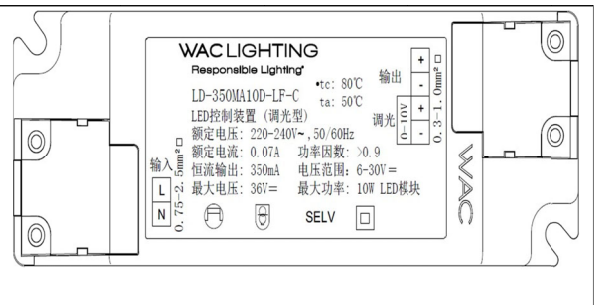 WAC LIGHTING
Responsible Lighting®
LD-350MA10D-LF-C
•tc: 80℃
ta: 50℃
LED控制装置 (调光型)
额定电压: 220-240V~,50/60Hz
额定电流: 0.07A 功率因数: >0.9
恒流输出: 350mA 电压范围: 6-30V⎓
最大电压: 36V⎓ 最大功率: 10W LED模块
SELV
输入
L
N
0.75-2.5mm²
输出
+
-
调光
0-10V
+
-
0.3-1.0mm²
WAC